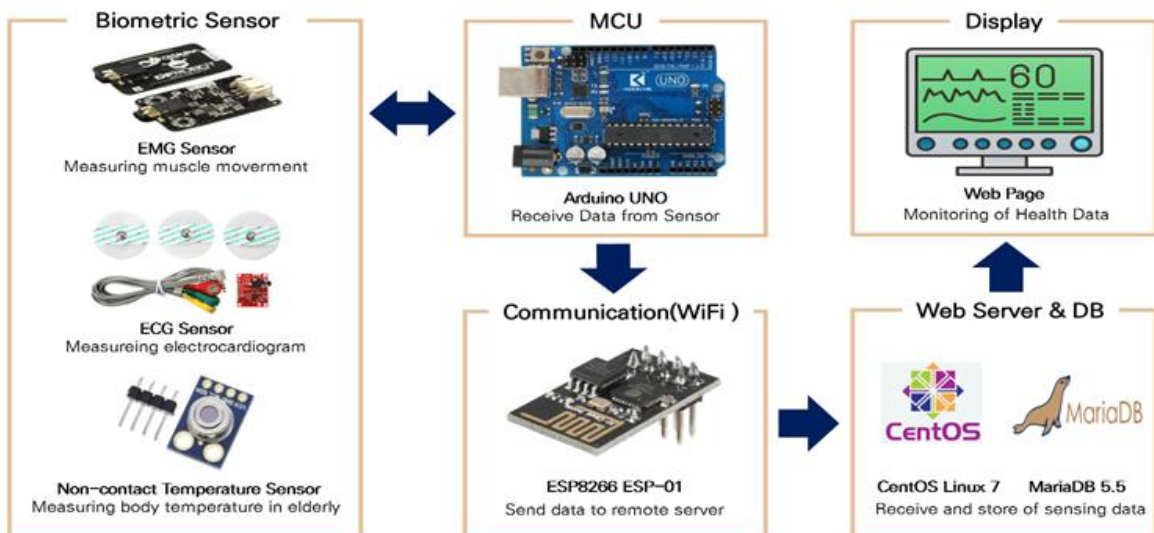 Biometric Sensor
EMG Sensor
Measuring muscle moverment
ECG Sensor
Measureing electrocardiogram
Non-contact Temperature Sensor
Measuring body temperature in elderly
MCU
UNO
Arduino UNO
Receive Data from Sensor
Communication(WiFi )
ESP8266 ESP-01
Send data to remote server
Display
60
Web Page
Monitoring of Health Data
Web Server & DB
CentOS
MariaDB
CentOS Linux 7 MariaDB 5.5
Receive and store of sensing data